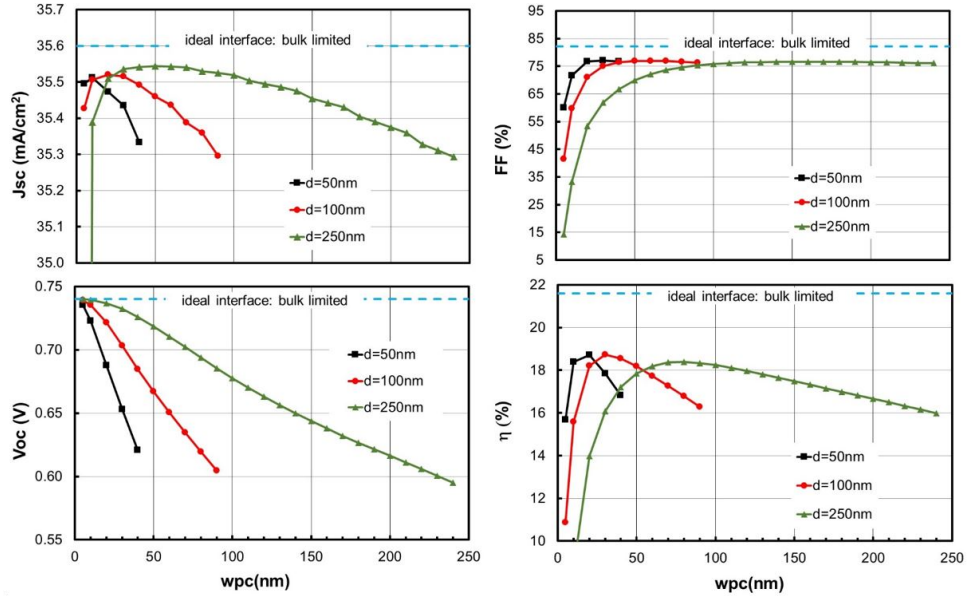 35.7
35.6
35.5
35.4
35.3
35.2
35.1
35.0
Jsc (mA/cm²)
ideal interface: bulk limited
d=50nm
d=100nm
d=250nm
95
85
75
65
55
45
35
25
15
5
FF (%)
ideal interface: bulk limited
d=50nm
d=100nm
d=250nm
0.75
0.70
0.65
0.60
0.55
Voc (V)
ideal interface: bulk limited
d=50nm
d=100nm
d=250nm
0 50 100 150 200 250
wpc(nm)
22
20
18
16
14
12
10
η (%)
ideal interface: bulk limited
d=50nm
d=100nm
d=250nm
0 50 100 150 200 250
wpc(nm)